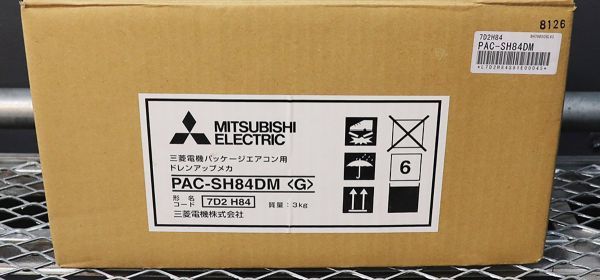 8126
7D2H84
PAC-SH84DM
MITSUBISHI
ELECTRIC
三菱電機パッケージエアコン用
ドレンアップメカ
PAC-SH84DM〈G〉
形名コード 7D2 H84 質量：3kg
三菱電機株式会社
6